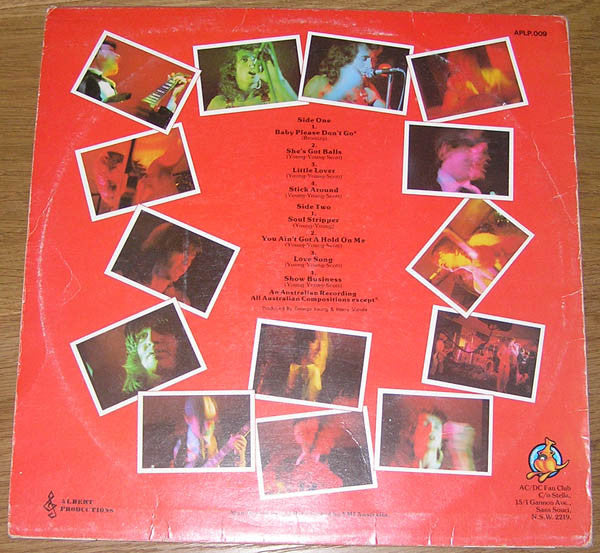 APLP.009
Side One
1.
Baby Please Don't Go*
2.
She's Got Balls
(Young-Young-Scott)
3.
Little Lover
(Young-Young-Scott)
4.
Stick Around
(Young-Young-Scott)
Side Two
1.
Soul Stripper
(Young-Young)
2.
You Ain't Got A Hold On Me
(Young-Young-Scott)
3.
Love Song
(Young-Young-Scott)
4.
Show Business
(Young-Young-Scott)
An Australian Recording
All Australian Compositions except*
Produced By George Young & Harry Vanda
ALBERT
PRODUCTIONS
AC/DC Fan Club
C/o Stella,
15/1 Gannon Ave.,
Sans Souci,
N.S.W. 2219.